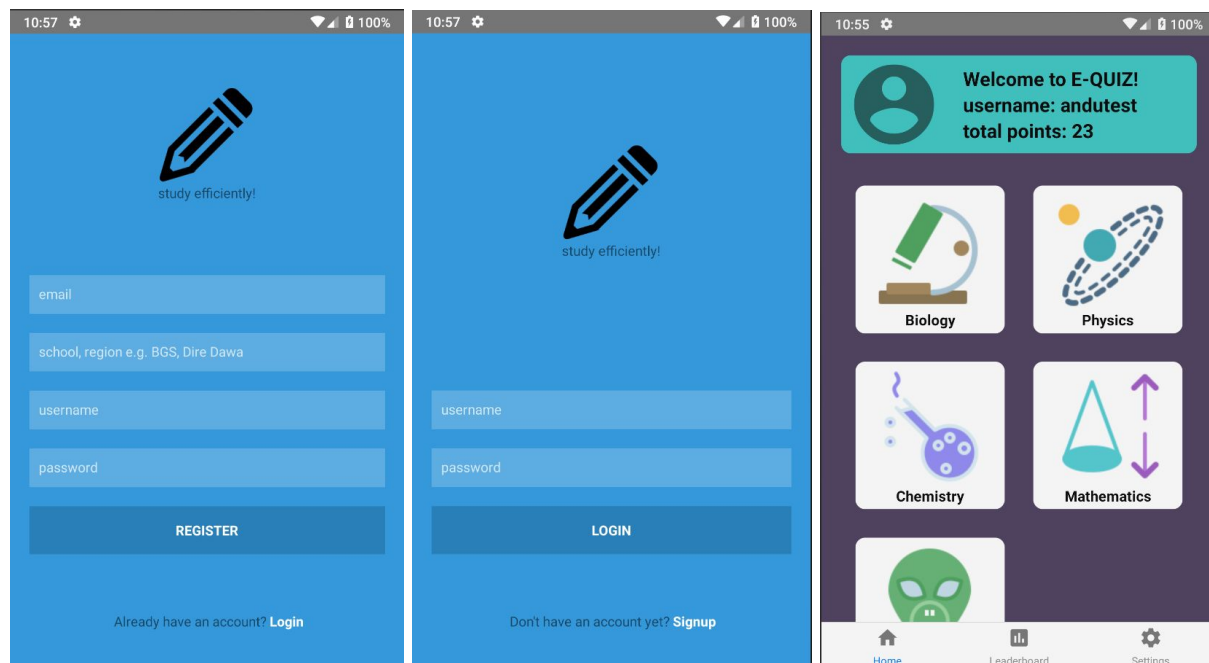 10:57 100%
study efficiently!
email
school, region e.g. BGS, Dire Dawa
username
password
REGISTER
Already have an account? Login
10:57 100%
study efficiently!
username
password
LOGIN
Don't have an account yet? Signup
10:55 100%
Welcome to E-QUIZ!
username: andutest
total points: 23
Biology
Physics
Chemistry
Mathematics
Home Leaderboard Settings